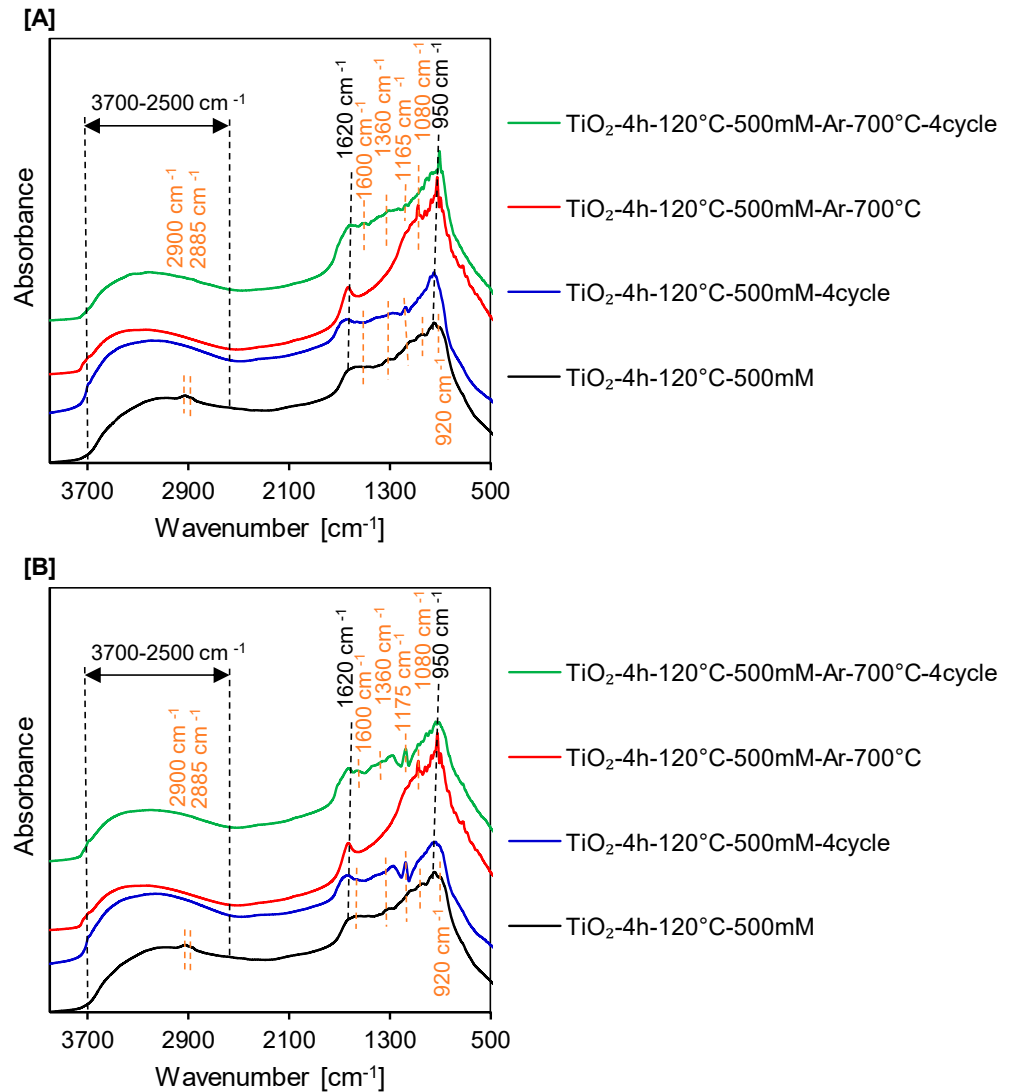 [A]
3700-2500 cm⁻¹
2900 cm⁻¹
2885 cm⁻¹
1620 cm⁻¹
1600 cm⁻¹
1360 cm⁻¹
1165 cm⁻¹
1080 cm⁻¹
950 cm⁻¹
920 cm⁻¹
Absorbance
3700 2900 2100 1300 500
Wavenumber [cm⁻¹]
TiO₂-4h-120°C-500mM-Ar-700°C-4cycle
TiO₂-4h-120°C-500mM-Ar-700°C
TiO₂-4h-120°C-500mM-4cycle
TiO₂-4h-120°C-500mM
[B]
3700-2500 cm⁻¹
2900 cm⁻¹
2885 cm⁻¹
1620 cm⁻¹
1600 cm⁻¹
1360 cm⁻¹
1175 cm⁻¹
1080 cm⁻¹
950 cm⁻¹
920 cm⁻¹
Absorbance
3700 2900 2100 1300 500
Wavenumber [cm⁻¹]
TiO₂-4h-120°C-500mM-Ar-700°C-4cycle
TiO₂-4h-120°C-500mM-Ar-700°C
TiO₂-4h-120°C-500mM-4cycle
TiO₂-4h-120°C-500mM